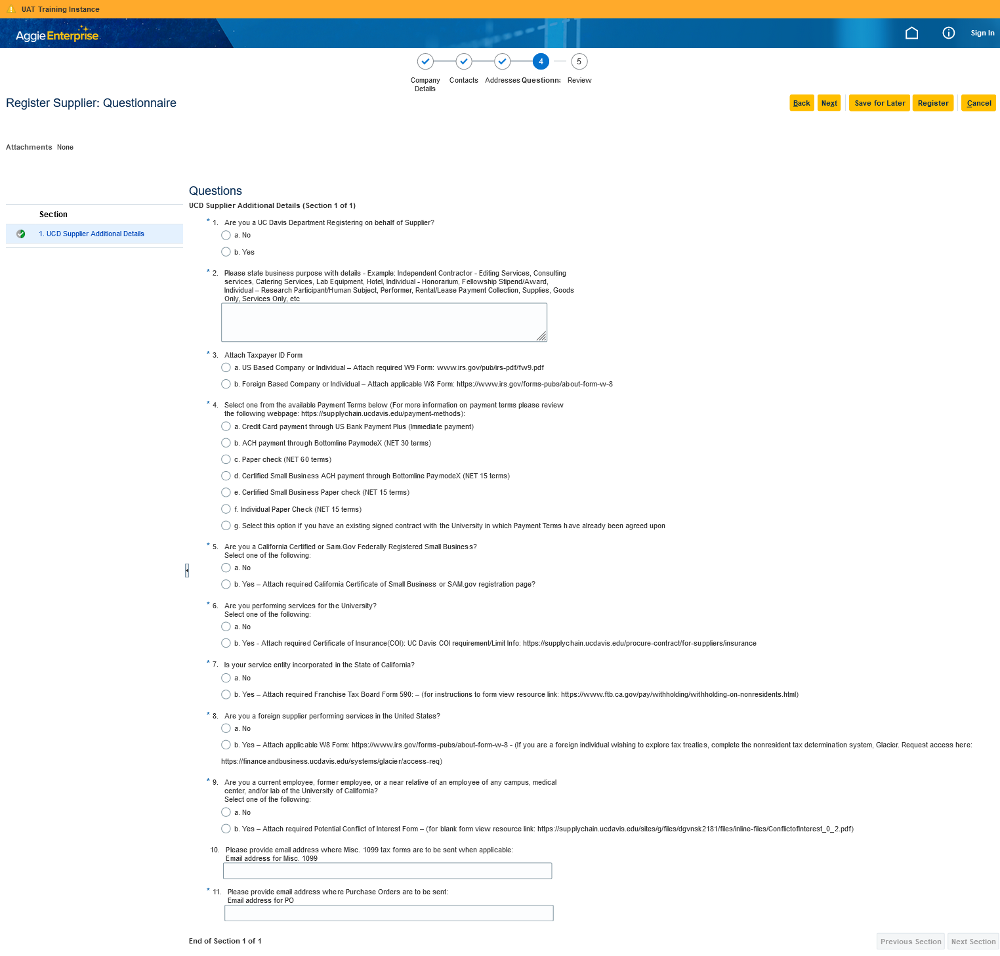 UAT Training Instance
AggieEnterprise
Sign In
4
5
Company
Details
Contacts
Addresses
Questionna
Review
Register Supplier: Questionnaire
Back
Next
Save for Later
Register
Cancel
Attachments None
Questions
UCD Supplier Additional Details (Section 1 of 1)
Section
1. UCD Supplier Additional Details
* 1. Are you a UC Davis Department Registering on behalf of Supplier?
a. No
b. Yes
* 2. Please state business purpose with details - Example: Independent Contractor - Editing Services, Consulting
services, Catering Services, Lab Equipment, Hotel, Individual - Honorarium, Fellowship Stipend/Award,
Individual – Research Participant/Human Subject, Performer, Rental/Lease Payment Collection, Supplies, Goods
Only, Services Only, etc
* 3. Attach Taxpayer ID Form
a. US Based Company or Individual – Attach required W9 Form: www.irs.gov/pub/irs-pdf/fw9.pdf
b. Foreign Based Company or Individual – Attach applicable W8 Form: https://www.irs.gov/forms-pubs/about-form-w-8
* 4. Select one from the available Payment Terms below (For more information on payment terms please review
the following webpage: https://supplychain.ucdavis.edu/payment-methods):
a. Credit Card payment through US Bank Payment Plus (Immediate payment)
b. ACH payment through Bottomline PaymodeX (NET 30 terms)
c. Paper check (NET 60 terms)
d. Certified Small Business ACH payment through Bottomline PaymodeX (NET 15 terms)
e. Certified Small Business Paper check (NET 15 terms)
f. Individual Paper Check (NET 15 terms)
g. Select this option if you have an existing signed contract with the University in which Payment Terms have already been agreed upon
* 5. Are you a California Certified or Sam.Gov Federally Registered Small Business?
Select one of the following:
a. No
b. Yes – Attach required California Certificate of Small Business or SAM.gov registration page?
* 6. Are you performing services for the University?
Select one of the following:
a. No
b. Yes - Attach required Certificate of Insurance(COI): UC Davis COI requirement/Limit Info: https://supplychain.ucdavis.edu/procure-contract/for-suppliers/insurance
* 7. Is your service entity incorporated in the State of California?
a. No
b. Yes – Attach required Franchise Tax Board Form 590: – (for instructions to form view resource link: https://www.ftb.ca.gov/pay/withholding/withholding-on-nonresidents.html)
* 8. Are you a foreign supplier performing services in the United States?
a. No
b. Yes – Attach applicable W8 Form: https://www.irs.gov/forms-pubs/about-form-w-8 - (If you are a foreign individual wishing to explore tax treaties, complete the nonresident tax determination system, Glacier. Request access here:
https://financeandbusiness.ucdavis.edu/systems/glacier/access-req)
* 9. Are you a current employee, former employee, or a near relative of an employee of any campus, medical
center, and/or lab of the University of California?
Select one of the following:
a. No
b. Yes – Attach required Potential Conflict of Interest Form – (for blank form view resource link: https://supplychain.ucdavis.edu/sites/g/files/dgvnsk2181/files/inline-files/ConflictofInterest_0_2.pdf)
10. Please provide email address where Misc. 1099 tax forms are to be sent when applicable:
Email address for Misc. 1099
* 11. Please provide email address where Purchase Orders are to be sent:
Email address for PO
End of Section 1 of 1
Previous Section
Next Section